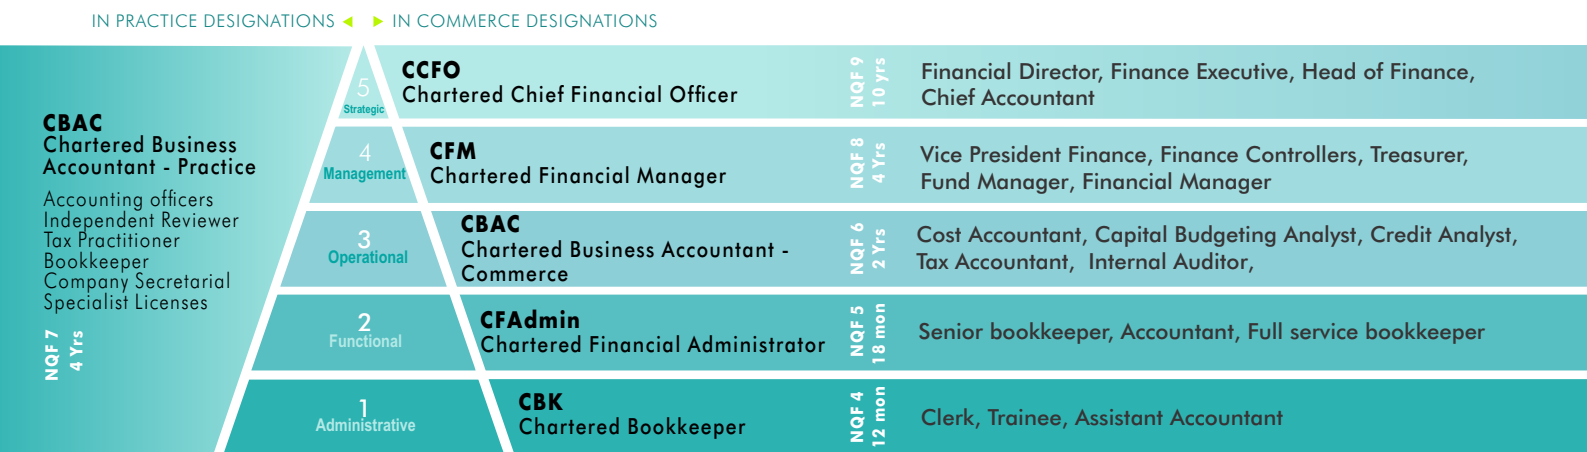 IN PRACTICE DESIGNATIONS
IN COMMERCE DESIGNATIONS
CBAC
Chartered Business
Accountant - Practice
Accounting officers
Independent Reviewer
Tax Practitioner
Bookkeeper
Company Secretarial
Specialist Licenses
NQF 7
4 Yrs
5
Strategic
CCFO
Chartered Chief Financial Officer
NQF 9
10 yrs
Financial Director, Finance Executive, Head of Finance,
Chief Accountant
4
Management
CFM
Chartered Financial Manager
NQF 8
4 Yrs
Vice President Finance, Finance Controllers, Treasurer,
Fund Manager, Financial Manager
3
Operational
CBAC
Chartered Business Accountant -
Commerce
NQF 6
2 Yrs
Cost Accountant, Capital Budgeting Analyst, Credit Analyst,
Tax Accountant, Internal Auditor,
2
Functional
CFAdmin
Chartered Financial Administrator
NQF 5
18 mon
Senior bookkeeper, Accountant, Full service bookkeeper
1
Administrative
CBK
Chartered Bookkeeper
NQF 4
12 mon
Clerk, Trainee, Assistant Accountant